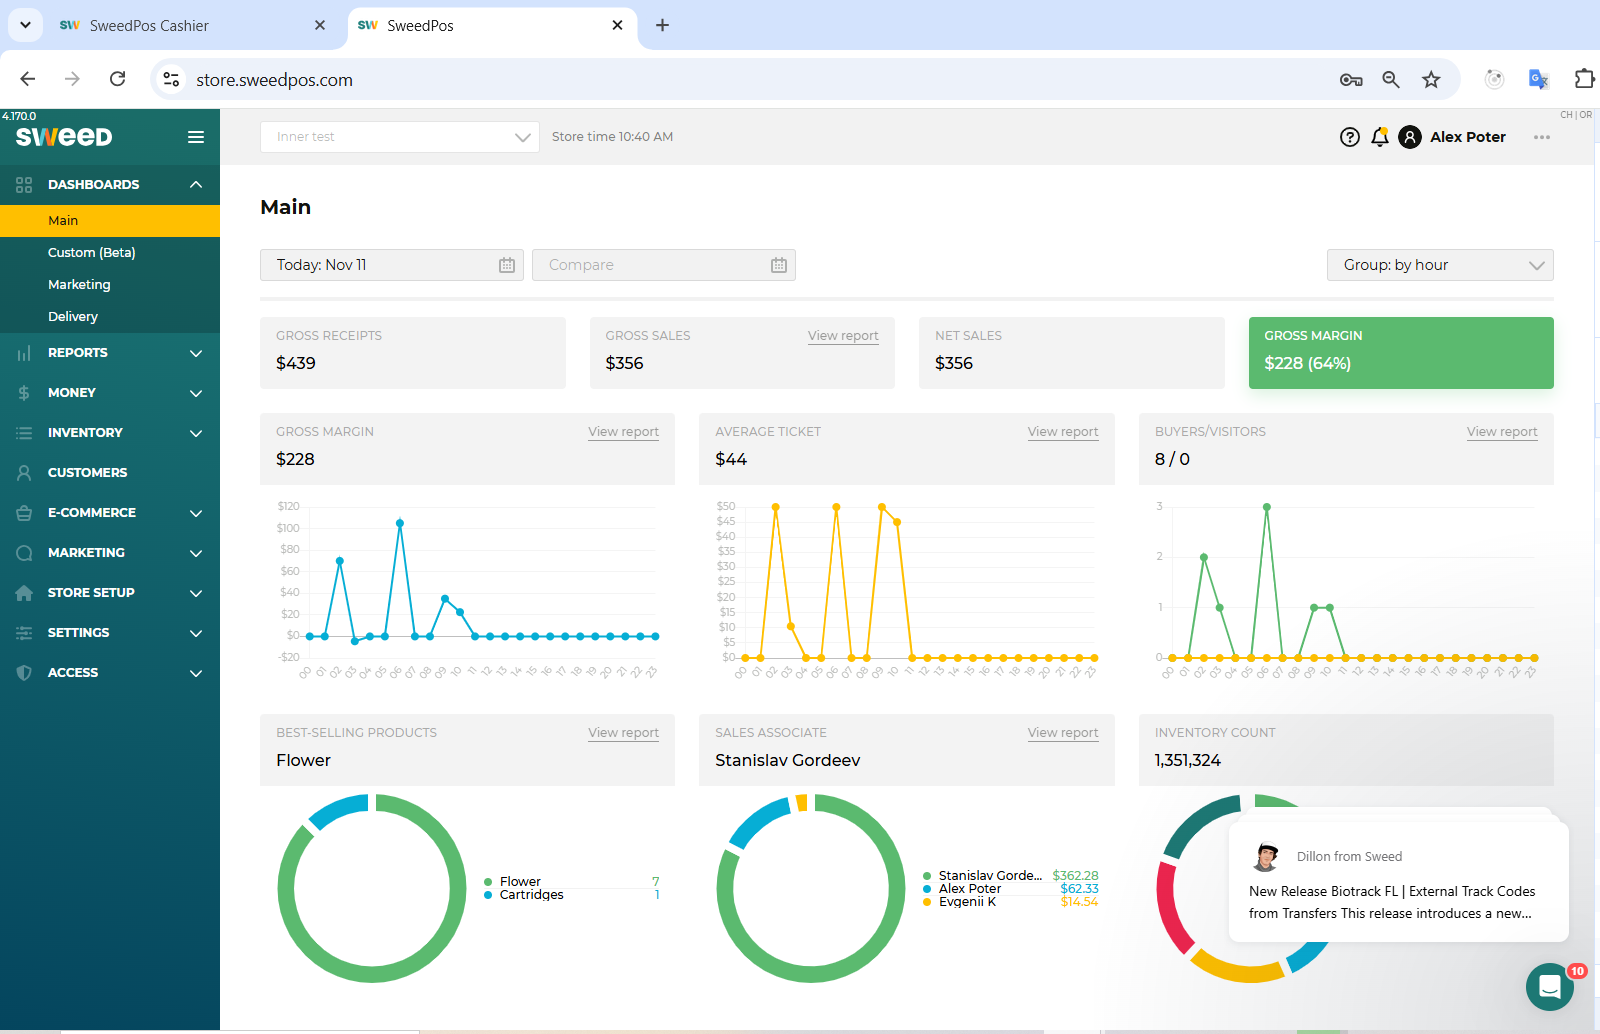 SweedPos Cashier
SweedPos
store.sweedpos.com
4.170.0
SWEED
Inner test
Store time 10:40 AM
Alex Poter
CH | OR
DASHBOARDS
Main
Custom (Beta)
Marketing
Delivery
REPORTS
MONEY
INVENTORY
CUSTOMERS
E-COMMERCE
MARKETING
STORE SETUP
SETTINGS
ACCESS
Main
Today: Nov 11
Compare
Group: by hour
GROSS RECEIPTS
$439
GROSS SALES View report
$356
NET SALES
$356
GROSS MARGIN
$228 (64%)
GROSS MARGIN View report
$228
$120
$100
$80
$60
$40
$20
$0
-$20
00 01 02 03 04 05 06 07 08 09 10 11 12 13 14 15 16 17 18 19 20 21 22 23
AVERAGE TICKET View report
$44
$50
$45
$40
$35
$30
$25
$20
$15
$10
$5
$0
00 01 02 03 04 05 06 07 08 09 10 11 12 13 14 15 16 17 18 19 20 21 22 23
BUYERS/VISITORS View report
8 / 0
3
2
1
0
00 01 02 03 04 05 06 07 08 09 10 11 12 13 14 15 16 17 18 19 20 21 22 23
BEST-SELLING PRODUCTS View report
Flower
Flower 7
Cartridges 1
SALES ASSOCIATE View report
Stanislav Gordeev
Stanislav Gorde... $362.28
Alex Poter $62.33
Evgenii K $14.54
INVENTORY COUNT
1,351,324
Dillon from Sweed
New Release Biotrack FL | External Track Codes
from Transfers This release introduces a new...
10